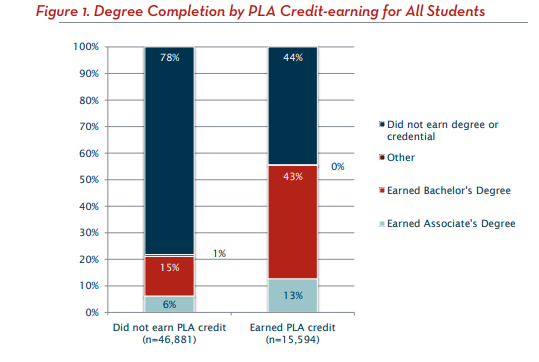 Figure 1. Degree Completion by PLA Credit-earning for All Students
100%
90%
80%
70%
60%
50%
40%
30%
20%
10%
0%
78%
1%
15%
6%
44%
0%
43%
13%
Did not earn PLA credit
(n=46,881)
Earned PLA credit
(n=15,594)
Did not earn degree or
credential
Other
Earned Bachelor's Degree
Earned Associate's Degree